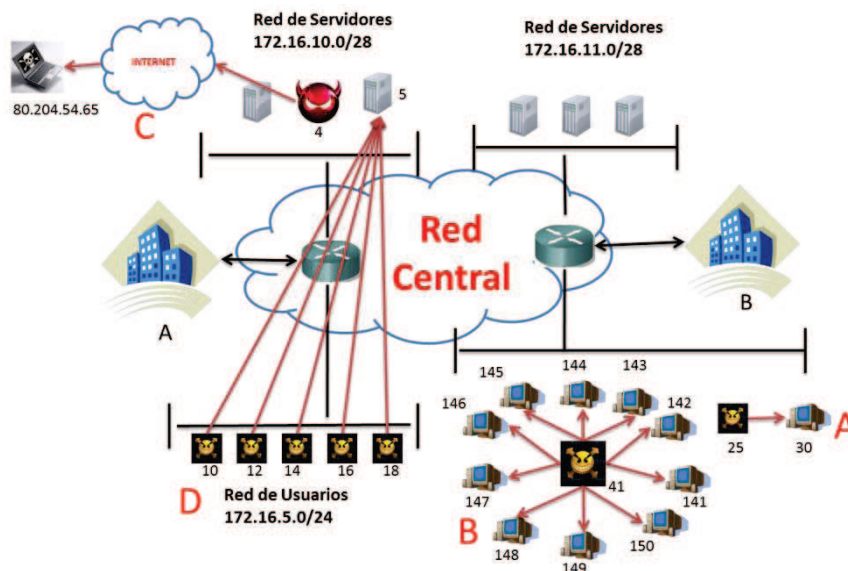 Red de Servidores
172.16.10.0/28
Red de Servidores
172.16.11.0/28
INTERNET
80.204.54.65
C
4
5
Red
Central
A
B
145
144
143
146
142
25
30
A
10
12
14
16
18
147
41
141
D
Red de Usuarios
172.16.5.0/24
B
148
149
150